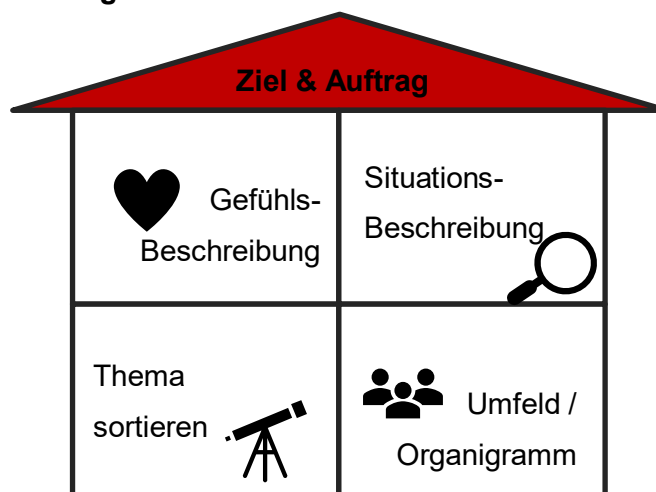 Ziel & Auftrag
Gefühls-
Beschreibung
Situations-
Beschreibung
Thema
sortieren
Umfeld /
Organigramm